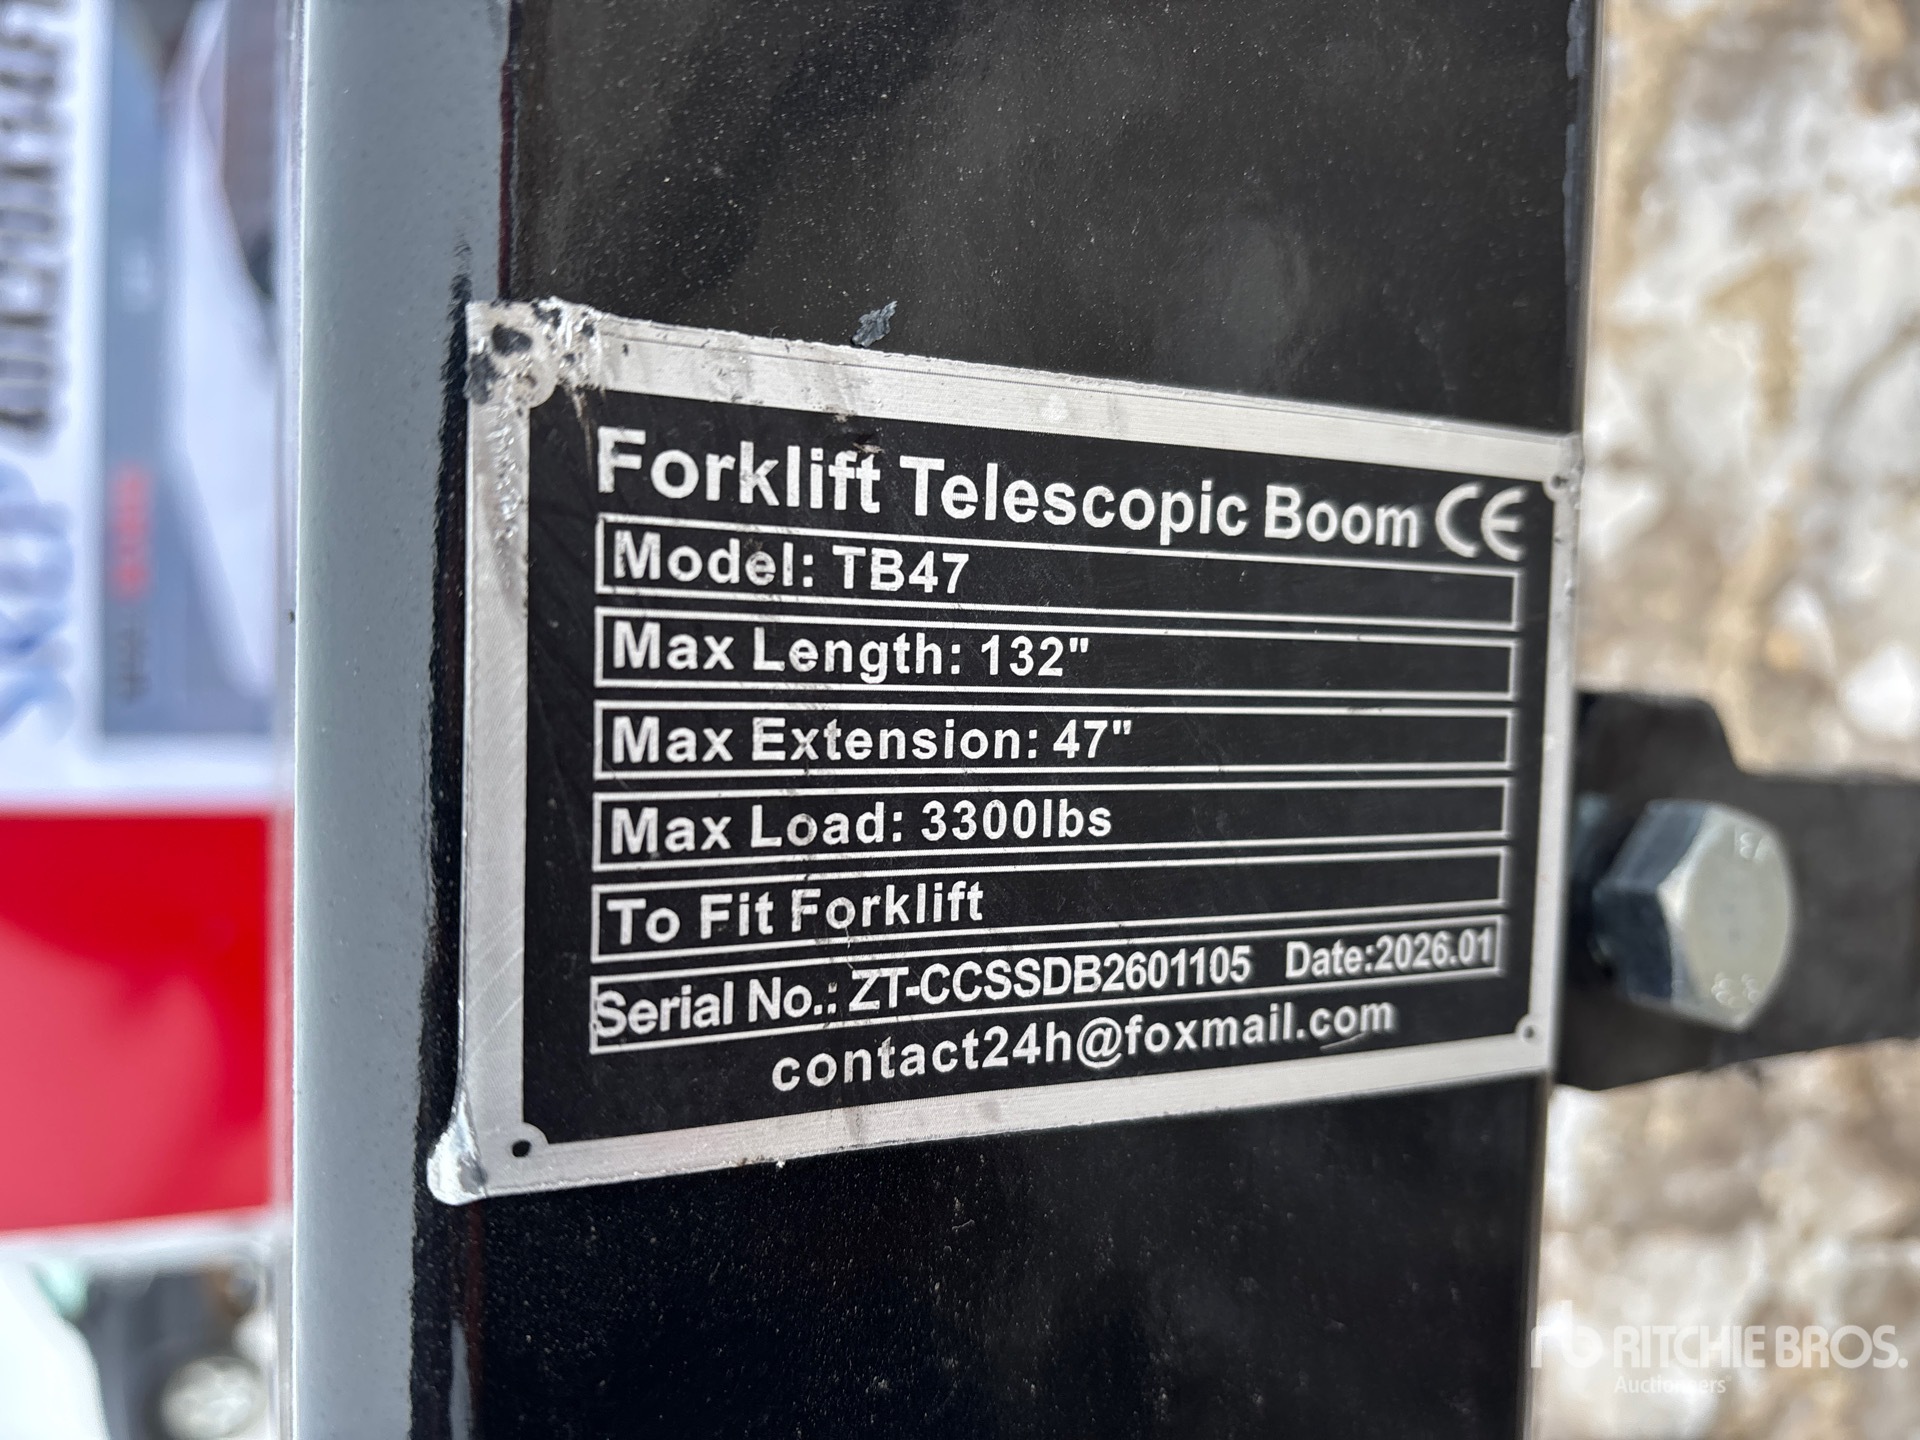 Forklift Telescopic Boom CE
Model: TB47
Max Length: 132"
Max Extension: 47"
Max Load: 3300lbs
To Fit Forklift
Serial No.: ZT-CCSSDB2601105 Date:2026.01
contact24h@foxmail.com
RITCHIE BROS.
Auctioneers